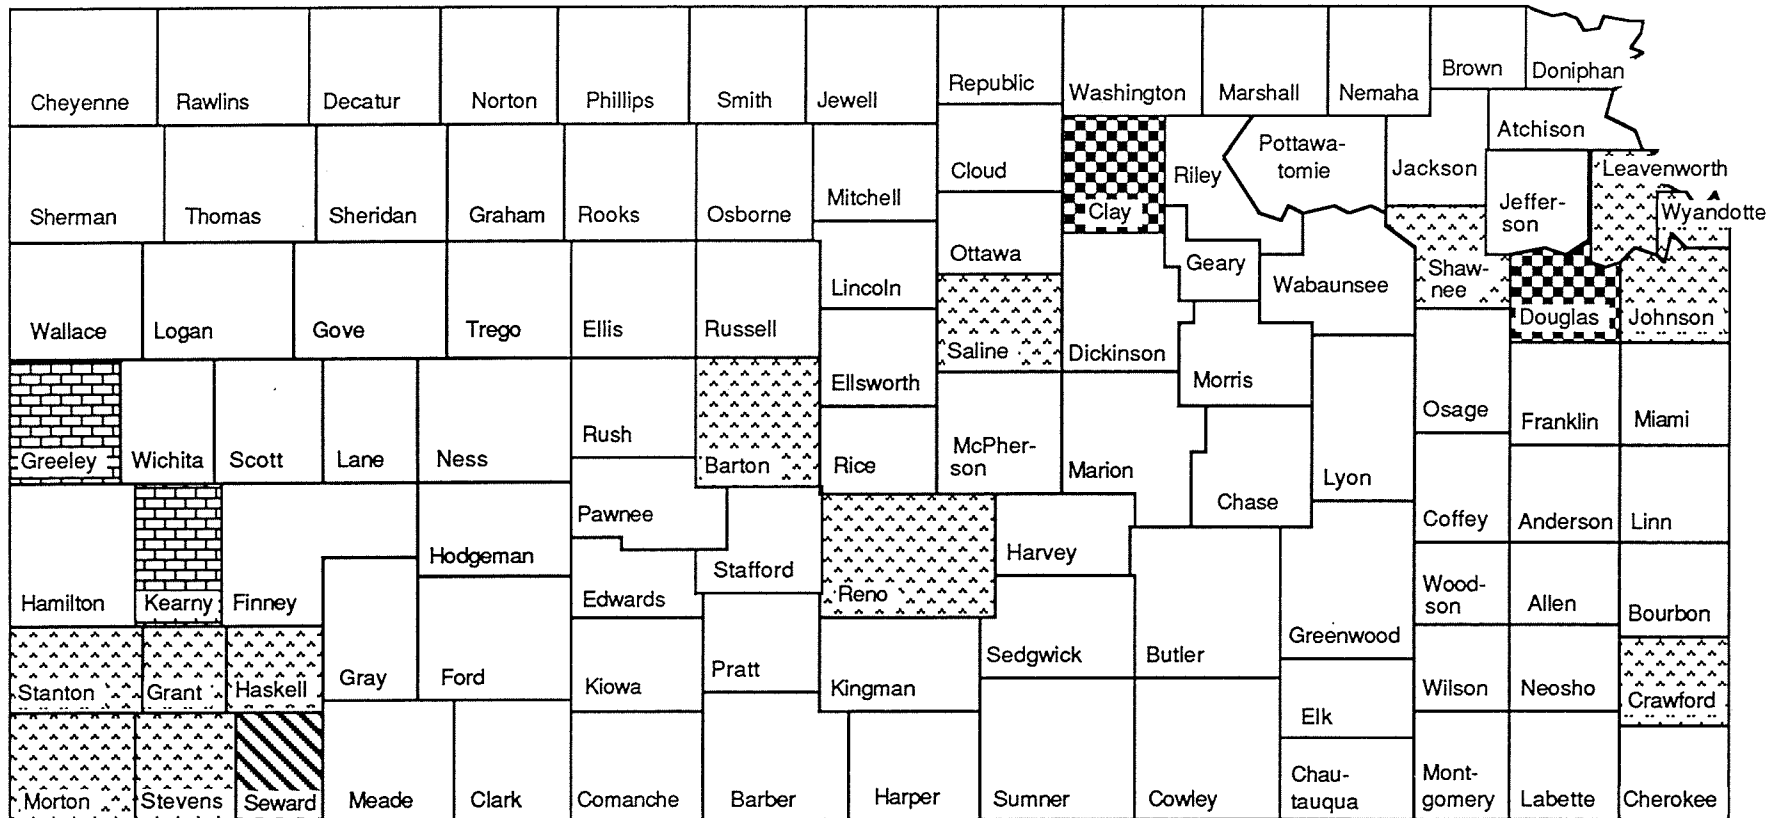 Cheyenne
Rawlins
Decatur
Norton
Phillips
Smith
Jewell
Republic
Washington
Marshall
Nemaha
Brown
Doniphan
Sherman
Thomas
Sheridan
Graham
Rooks
Osborne
Mitchell
Cloud
Clay
Riley
Pottawa-
tomie
Jackson
Atchison
Jeffer-
son
Leavenworth
Wyandotte
Wallace
Logan
Gove
Trego
Ellis
Russell
Lincoln
Ottawa
Saline
Dickinson
Geary
Wabaunsee
Shaw-
nee
Douglas
Johnson
Greeley
Wichita
Scott
Lane
Ness
Rush
Barton
Ellsworth
Rice
McPher-
son
Marion
Morris
Chase
Lyon
Osage
Franklin
Miami
Hamilton
Kearny
Finney
Hodgeman
Pawnee
Edwards
Stafford
Reno
Harvey
Coffey
Anderson
Linn
Stanton
Grant
Haskell
Gray
Ford
Kiowa
Pratt
Kingman
Sedgwick
Butler
Greenwood
Wood-
son
Allen
Bourbon
Wilson
Neosho
Crawford
Morton
Stevens
Seward
Meade
Clark
Comanche
Barber
Harper
Sumner
Cowley
Elk
Chau-
tauqua
Mont-
gomery
Labette
Cherokee